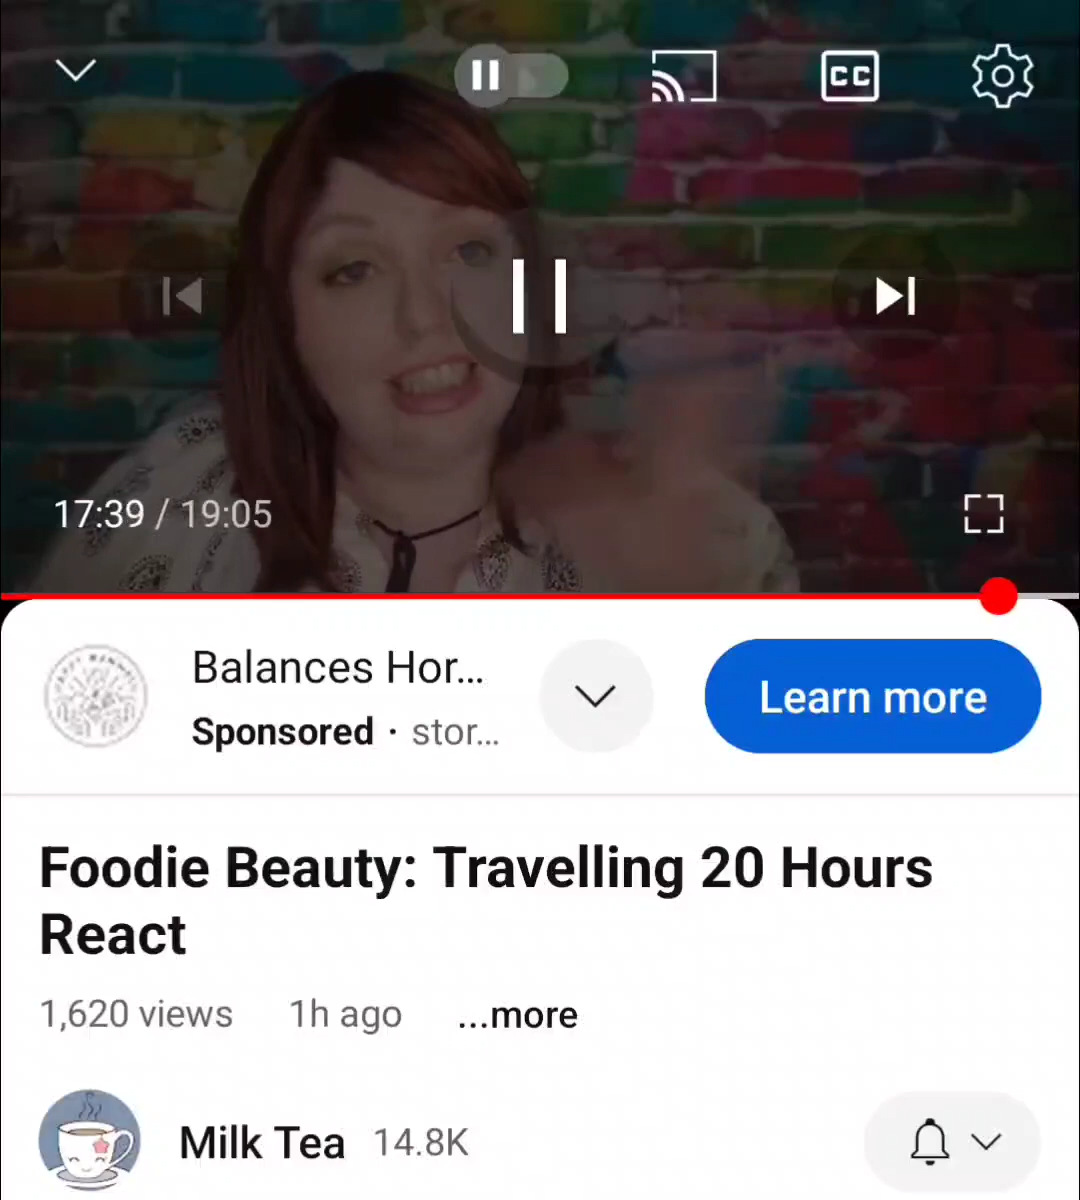 CC
17:39 / 19:05
Balances Hor...
Sponsored · stor...
Learn more
Foodie Beauty: Travelling 20 Hours
React
1,620 views 1h ago ...more
Milk Tea 14.8K